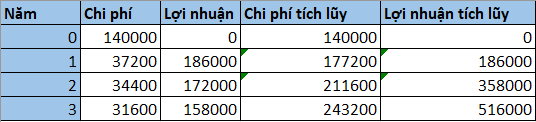 Năm Chi phí Lợi nhuận Chi phí tích lũy Lợi nhuận tích lũy
0 140000 0 140000 0
1 37200 186000 177200 186000
2 34400 172000 211600 358000
3 31600 158000 243200 516000